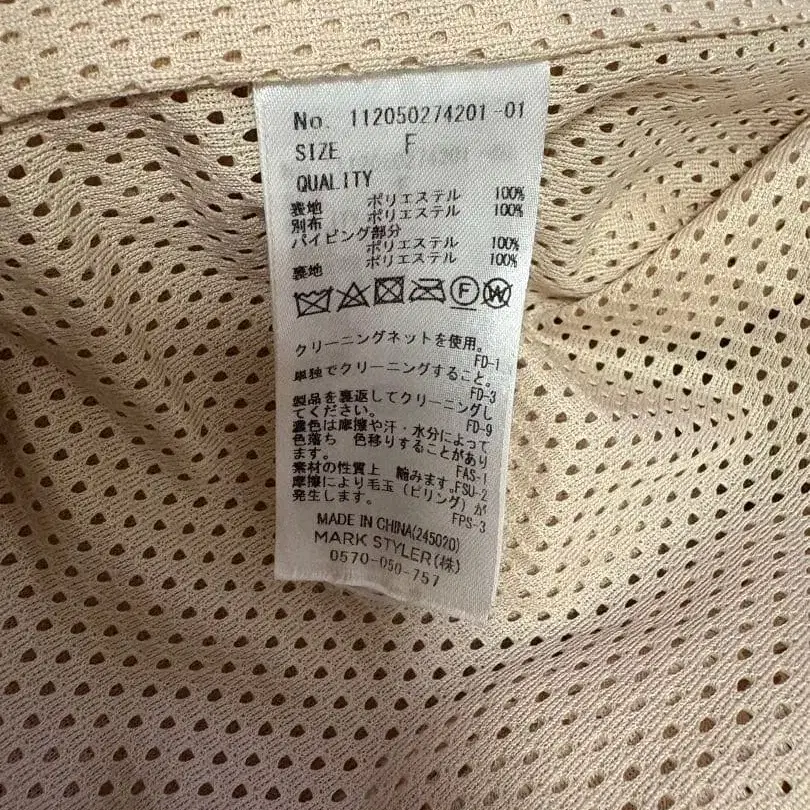 No. 112050274201-01
SIZE F
QUALITY
表地 ポリエステル 100%
別布 ポリエステル 100%
パイピング部分
ポリエステル 100%
裏地 ポリエステル 100%
F W
クリーニングネットを使用。
FD-1
単独でクリーニングすること。
FD-3
製品を裏返してクリーニングし
てください。
FD-9
濃色は摩擦や汗・水分によって
色落ち 色移りすることがあり
ます。
FAS-1
素材の性質上 縮みます。FSU-2
摩擦により毛玉(ピリング)が
発生します。
FPS-3
MADE IN CHINA(245020)
MARK STYLER(株)
0570-050-757